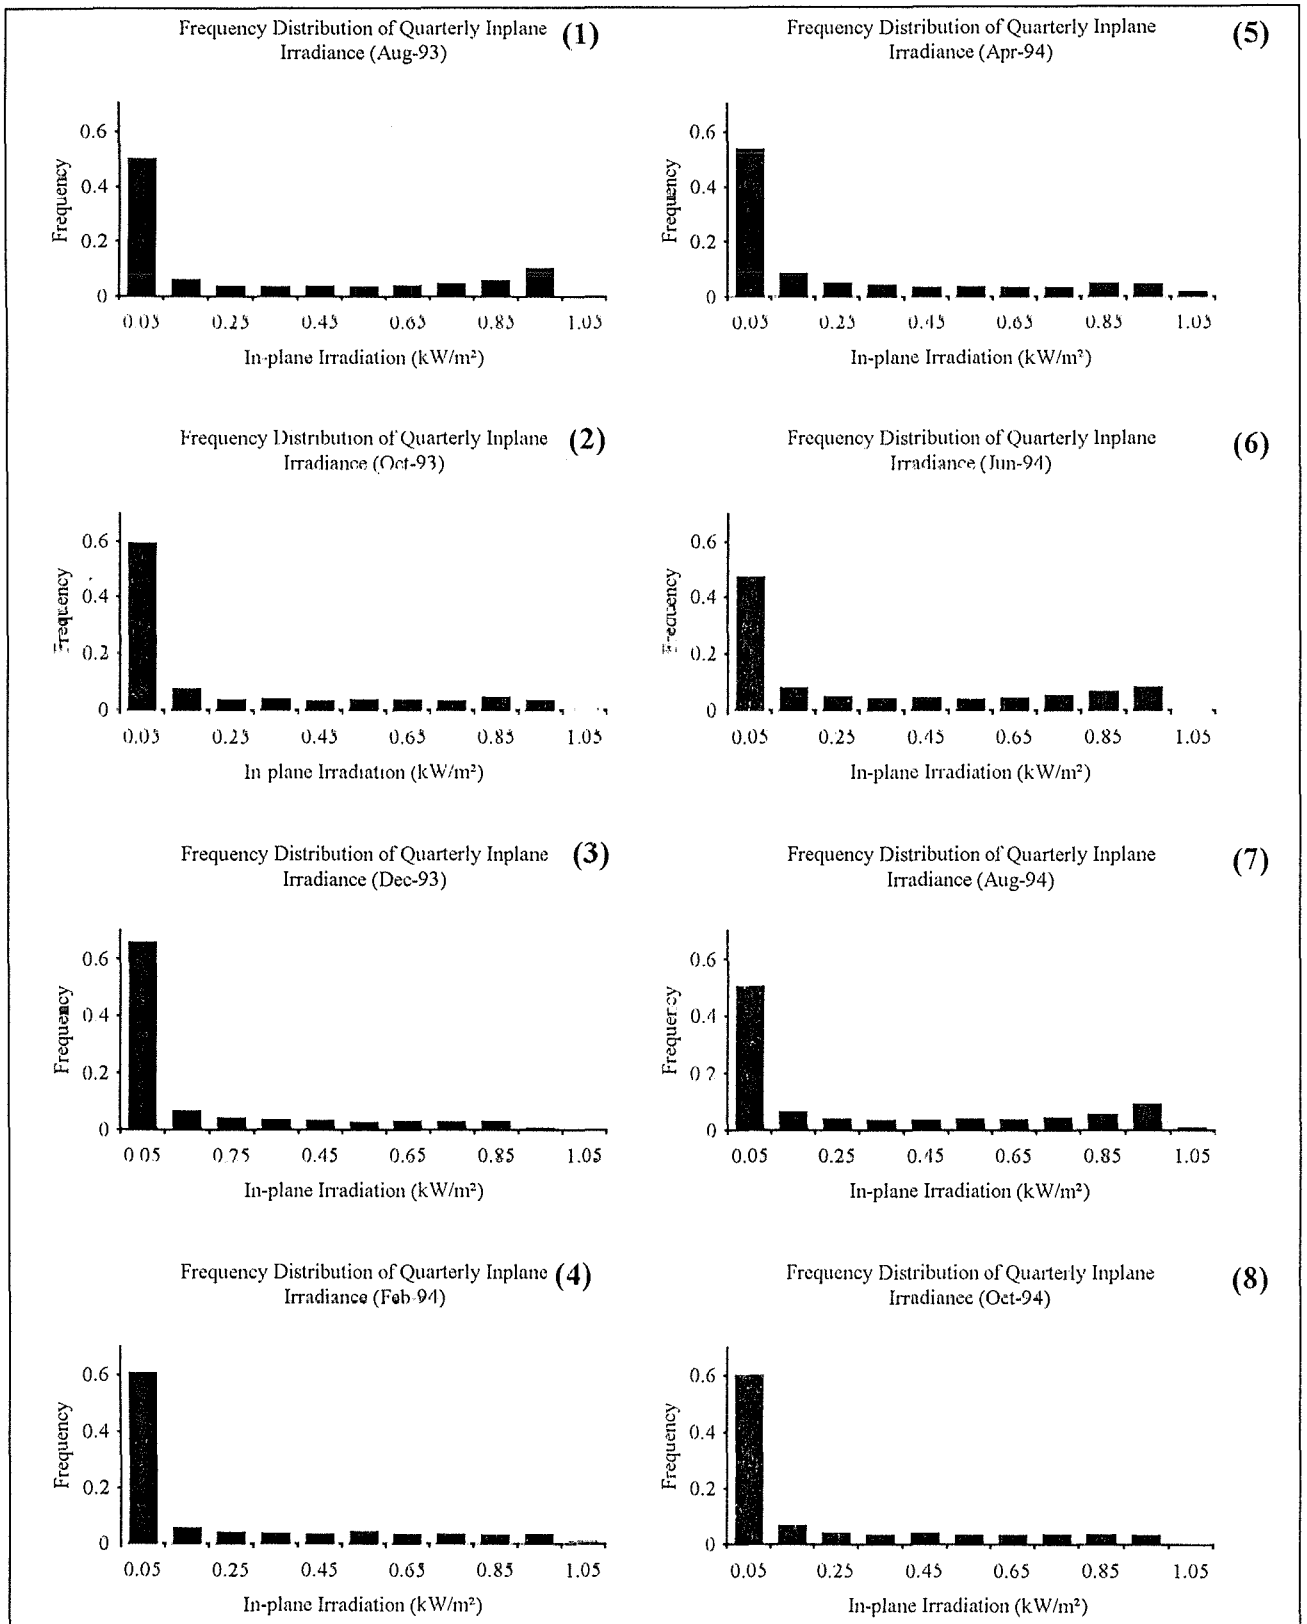 Frequency Distribution of Quarterly Inplane (1)
Irradiance (Aug-93)
0.6
0.4
0.2
0
Frequency
0.05 0.25 0.45 0.65 0.85 1.05
In-plane Irradiation (kW/m²)
Frequency Distribution of Quarterly Inplane (2)
Irradiance (Oct-93)
0.6
0.4
0.2
0
Frequency
0.05 0.25 0.45 0.65 0.85 1.05
In-plane Irradiation (kW/m²)
Frequency Distribution of Quarterly Inplane (3)
Irradiance (Dec-93)
0.6
0.4
0.2
0
Frequency
0.05 0.25 0.45 0.65 0.85 1.05
In-plane Irradiation (kW/m²)
Frequency Distribution of Quarterly Inplane (4)
Irradiance (Feb-94)
0.6
0.4
0.2
0
Frequency
0.05 0.25 0.45 0.65 0.85 1.05
In-plane Irradiation (kW/m²)
Frequency Distribution of Quarterly Inplane (5)
Irradiance (Apr-94)
0.6
0.4
0.2
0
Frequency
0.05 0.25 0.45 0.65 0.85 1.05
In-plane Irradiation (kW/m²)
Frequency Distribution of Quarterly Inplane (6)
Irradiance (Jun-94)
0.6
0.4
0.2
0
Frequency
0.05 0.25 0.45 0.65 0.85 1.05
In-plane Irradiation (kW/m²)
Frequency Distribution of Quarterly Inplane (7)
Irradiance (Aug-94)
0.6
0.4
0.2
0
Frequency
0.05 0.25 0.45 0.65 0.85 1.05
In-plane Irradiation (kW/m²)
Frequency Distribution of Quarterly Inplane (8)
Irradiance (Oct-94)
0.6
0.4
0.2
0
Frequency
0.05 0.25 0.45 0.65 0.85 1.05
In-plane Irradiation (kW/m²)